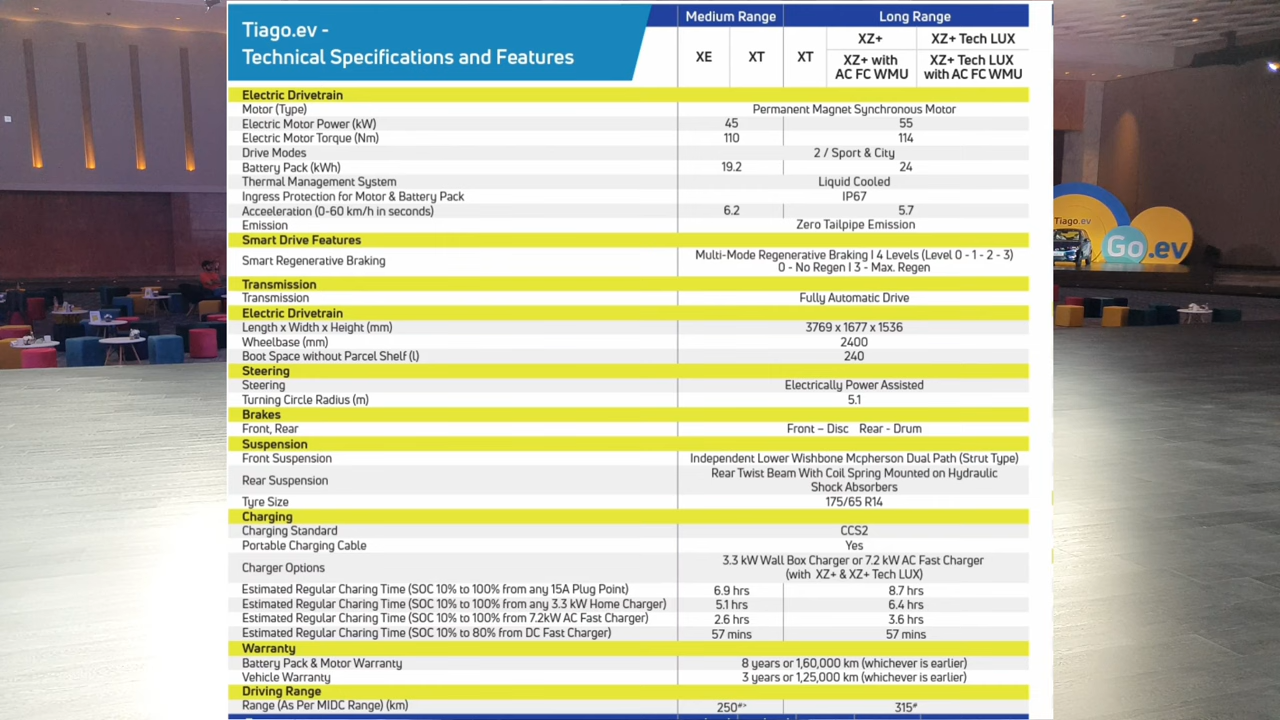 Tiago.ev -
Technical Specifications and Features
Medium Range
Long Range
XE
XT
XT
XZ+
XZ+ with
AC FC WMU
XZ+ Tech LUX
XZ+ Tech LUX
with AC FC WMU
Electric Drivetrain
Motor (Type) Permanent Magnet Synchronous Motor
Electric Motor Power (kW) 45 55
Electric Motor Torque (Nm) 110 114
Drive Modes 2 / Sport & City
Battery Pack (kWh) 19.2 24
Thermal Management System Liquid Cooled
Ingress Protection for Motor & Battery Pack IP67
Acceeleration (0-60 km/h in seconds) 6.2 5.7
Emission Zero Tailpipe Emission
Smart Drive Features
Smart Regenerative Braking
Multi-Mode Regenerative Braking I 4 Levels (Level 0 - 1 - 2 - 3)
0 - No Regen I 3 - Max. Regen
Transmission
Transmission Fully Automatic Drive
Electric Drivetrain
Length x Width x Height (mm) 3769 x 1677 x 1536
Wheelbase (mm) 2400
Boot Space without Parcel Shelf (l) 240
Steering
Steering Electrically Power Assisted
Turning Circle Radius (m) 5.1
Brakes
Front, Rear Front – Disc Rear - Drum
Suspension
Front Suspension Independent Lower Wishbone Mcpherson Dual Path (Strut Type)
Rear Suspension
Rear Twist Beam With Coil Spring Mounted on Hydraulic
Shock Absorbers
Tyre Size 175/65 R14
Charging
Charging Standard CCS2
Portable Charging Cable Yes
Charger Options
3.3 kW Wall Box Charger or 7.2 kW AC Fast Charger
(with XZ+ & XZ+ Tech LUX)
Estimated Regular Charing Time (SOC 10% to 100% from any 15A Plug Point) 6.9 hrs 8.7 hrs
Estimated Regular Charing Time (SOC 10% to 100% from any 3.3 kW Home Charger) 5.1 hrs 6.4 hrs
Estimated Regular Charing Time (SOC 10% to 100% from 7.2kW AC Fast Charger) 2.6 hrs 3.6 hrs
Estimated Regular Charing Time (SOC 10% to 80% from DC Fast Charger) 57 mins 57 mins
Warranty
Battery Pack & Motor Warranty 8 years or 1,60,000 km (whichever is earlier)
Vehicle Warranty 3 years or 1,25,000 km (whichever is earlier)
Driving Range
Range (As Per MIDC Range) (km) 250#> 315#
Tiago.ev
Go.ev